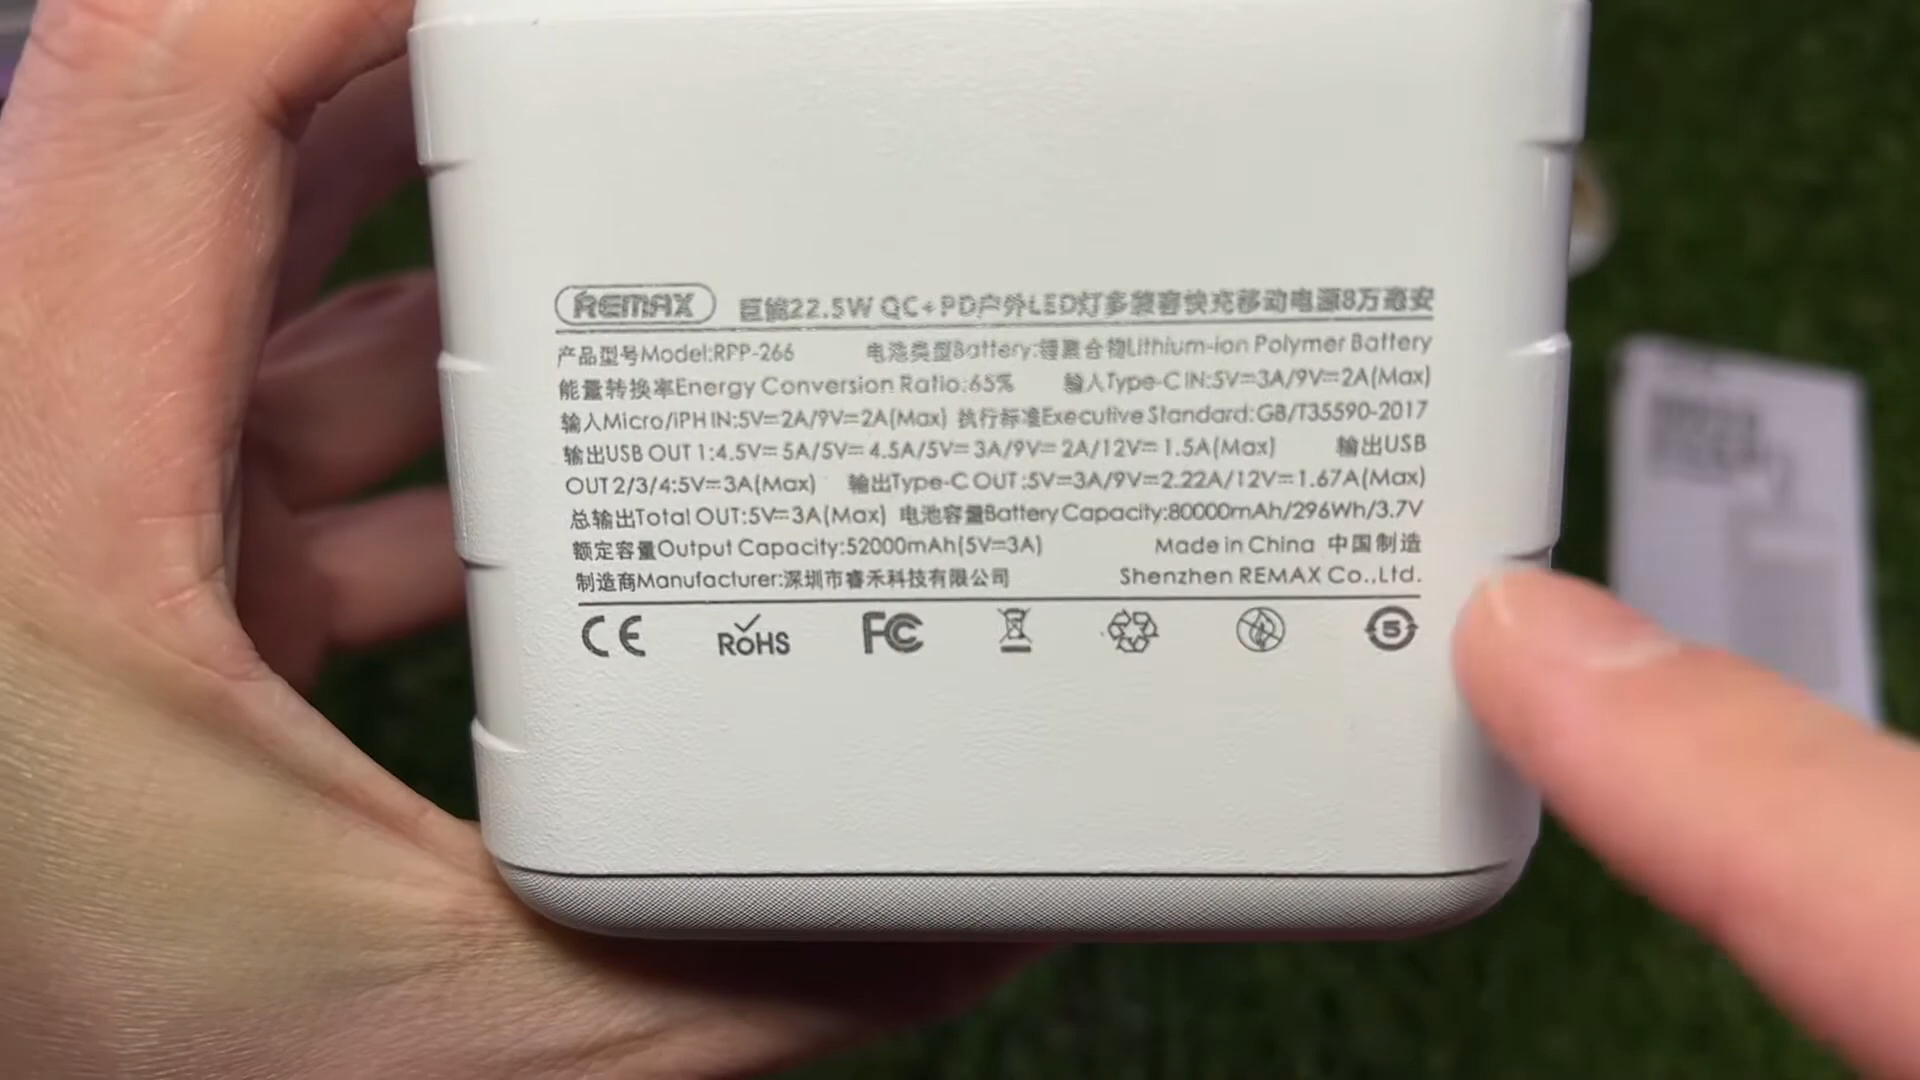 REMAX 巨能22.5W QC+PD户外LED灯多兼容快充移动电源8万毫安
产品型号Model:RPP-266 电池类型Battery:锂聚合物Lithium-ion Polymer Battery
能量转换率Energy Conversion Ratio:65% 输入Type-C IN:5V⎓3A/9V⎓2A(Max)
输入Micro/iPH IN:5V⎓2A/9V⎓2A(Max) 执行标准Executive Standard:GB/T35590-2017
输出USB OUT 1:4.5V⎓5A/5V⎓4.5A/5V⎓3A/9V⎓2A/12V⎓1.5A(Max) 输出USB
OUT 2/3/4:5V⎓3A(Max) 输出Type-C OUT:5V⎓3A/9V⎓2.22A/12V⎓1.67A(Max)
总输出Total OUT:5V⎓3A(Max) 电池容量Battery Capacity:80000mAh/296Wh/3.7V
额定容量Output Capacity:52000mAh(5V⎓3A) Made in China 中国制造
制造商Manufacturer:深圳市睿禾科技有限公司 Shenzhen REMAX Co.,Ltd.
CE RoHS FC 5